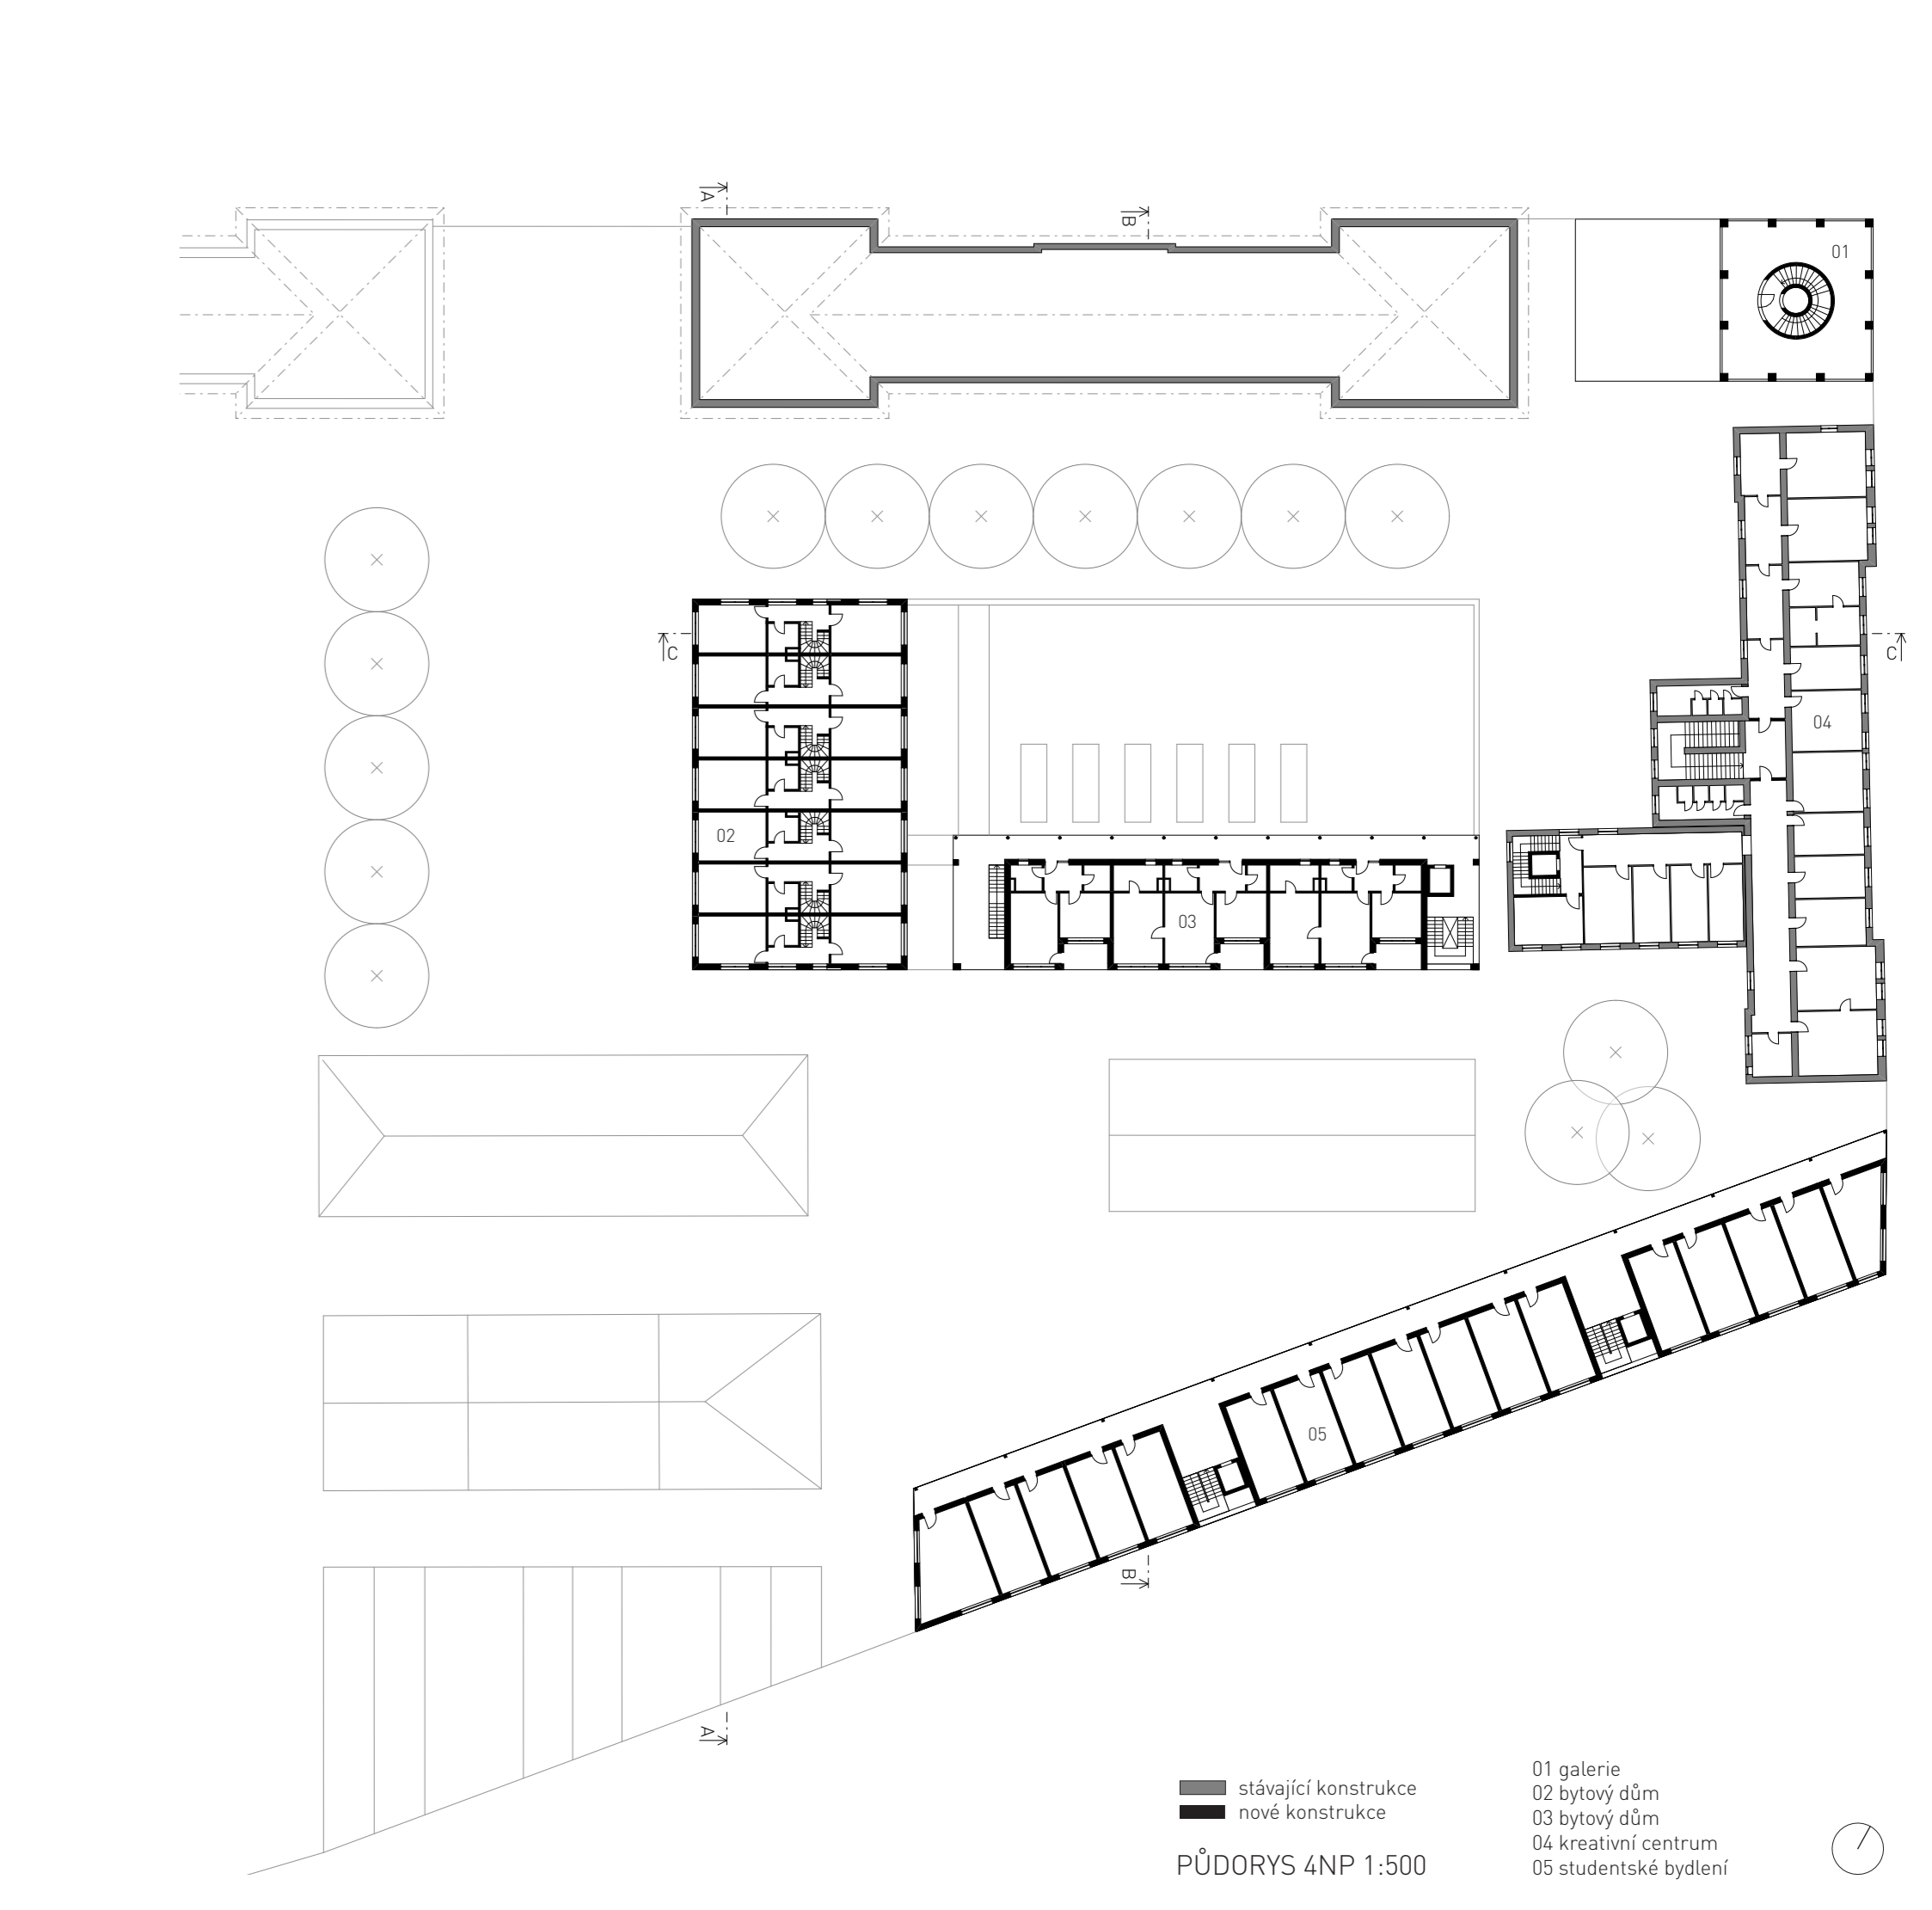 A
B
01
C
C
04
02
03
05
B
A
stávající konstrukce
nové konstrukce
PŮDORYS 4NP 1:500
01 galerie
02 bytový dům
03 bytový dům
04 kreativní centrum
05 studentské bydlení